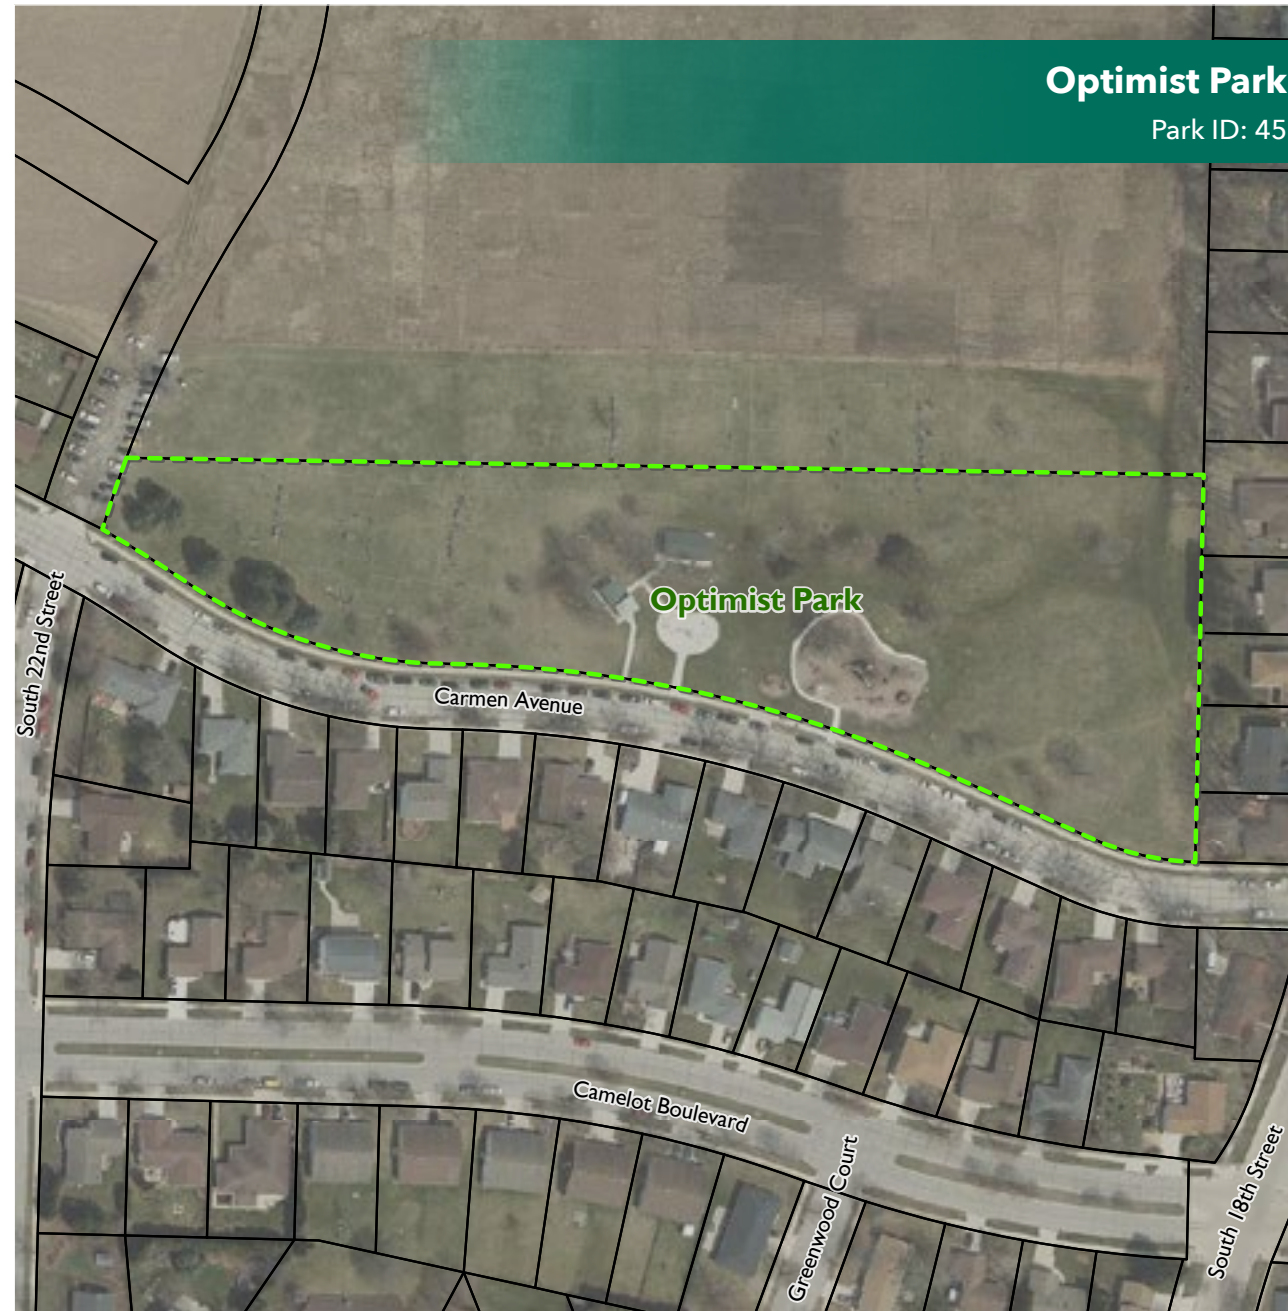 Optimist Park
Park ID: 45
Optimist Park
South 22nd Street
Carmen Avenue
Camelot Boulevard
Greenwood Court
South 18th Street